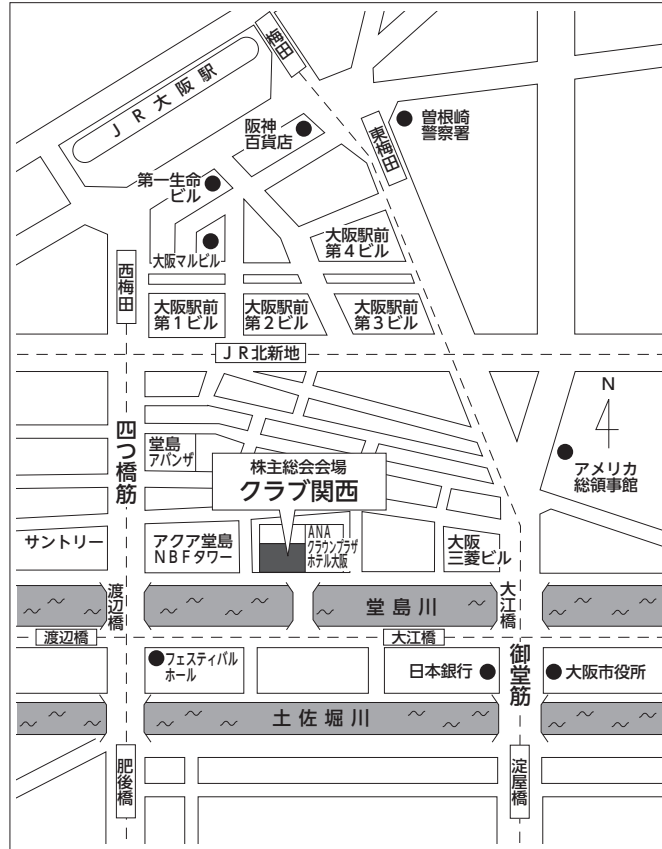 梅田
JR大阪駅
阪神
百貨店
曽根崎
警察署
東梅田
第一生命
ビル
大阪駅前
第4ビル
大阪マルビル
西梅田
大阪駅前
第1ビル
大阪駅前
第2ビル
大阪駅前
第3ビル
JR北新地
N
四つ橋筋
堂島
アバンザ
株主総会会場
クラブ関西
アメリカ
総領事館
サントリー
アクア堂島
NBFタワー
ANA
クラウンプラザ
ホテル大阪
大阪
三菱ビル
渡辺橋
堂島川
大江橋
渡辺橋
大江橋
フェスティバル
ホール
日本銀行
御堂筋
大阪市役所
土佐堀川
肥後橋
淀屋橋